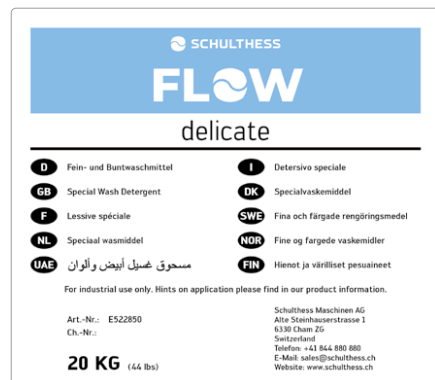 SCHULTHESS
FLOW
delicate
D Fein- und Buntwaschmittel
GB Special Wash Detergent
F Lessive spéciale
NL Speciaal wasmiddel
UAE مسحوق غسيل أبيض وألوان
I Detersivo speciale
DK Specialvaskemiddel
SWE Fina och färgade rengöringsmedel
NOR Fine og fargede vaskemidler
FIN Hienot ja värilliset pesuaineet
For industrial use only. Hints on application please find in our product information.
Art.-Nr.: E522850
Ch.-Nr.:
20 KG (44 lbs)
Schulthess Maschinen AG
Alte Steinhauserstrasse 1
6330 Cham ZG
Switzerland
Telefon: +41 844 880 880
E-Mail: sales@schulthess.ch
Website: www.schulthess.ch